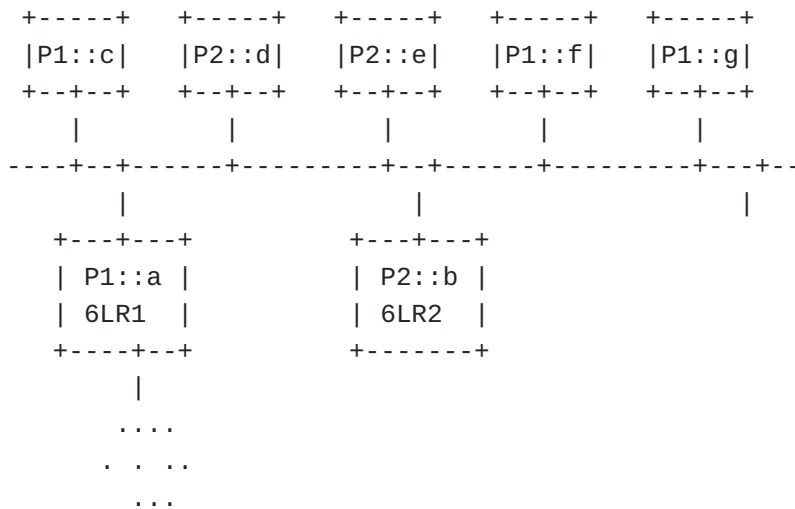 +-----+   +-----+   +-----+   +-----+   +-----+
|P1::c|   |P2::d|   |P2::e|   |P1::f|   |P1::g|
+--+--+   +--+--+   +--+--+   +--+--+   +--+--+
   |         |         |         |         |
----+--+------+---------+--+------+---------+---+--
      |                  |                    |
  +---+---+          +---+---+
  | P1::a |          | P2::b |
  | 6LR1  |          | 6LR2  |
  +----+--+          +-------+
       |
      ....
     . . ..
       ...